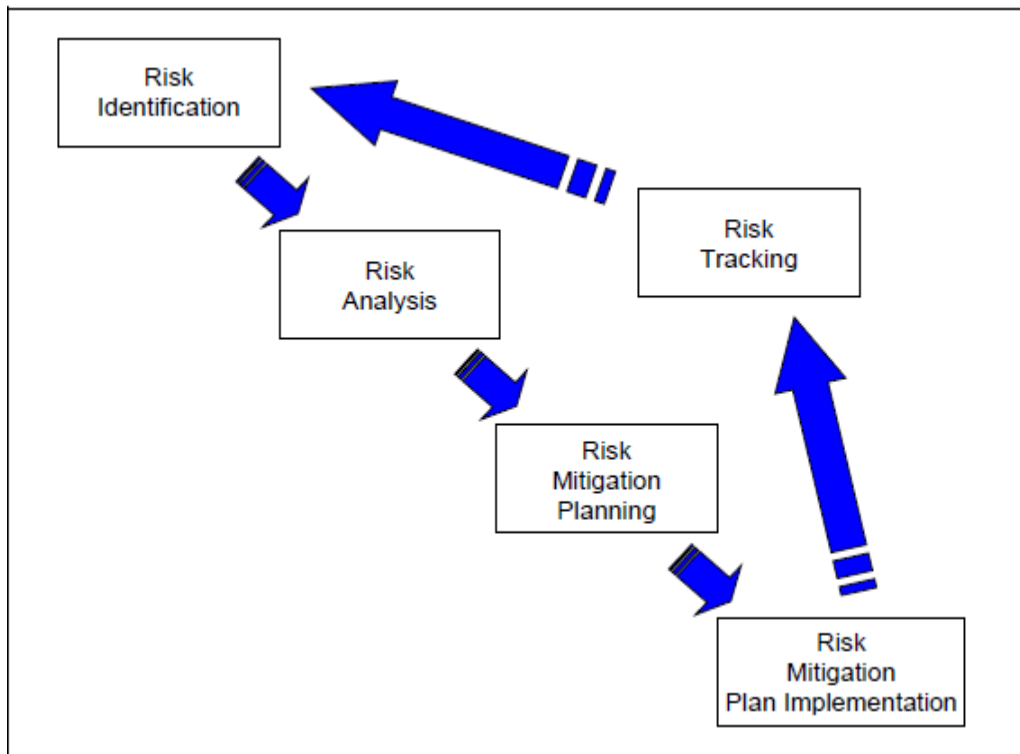 Risk
Identification
Risk
Tracking
Risk
Analysis
Risk
Mitigation
Planning
Risk
Mitigation
Plan Implementation